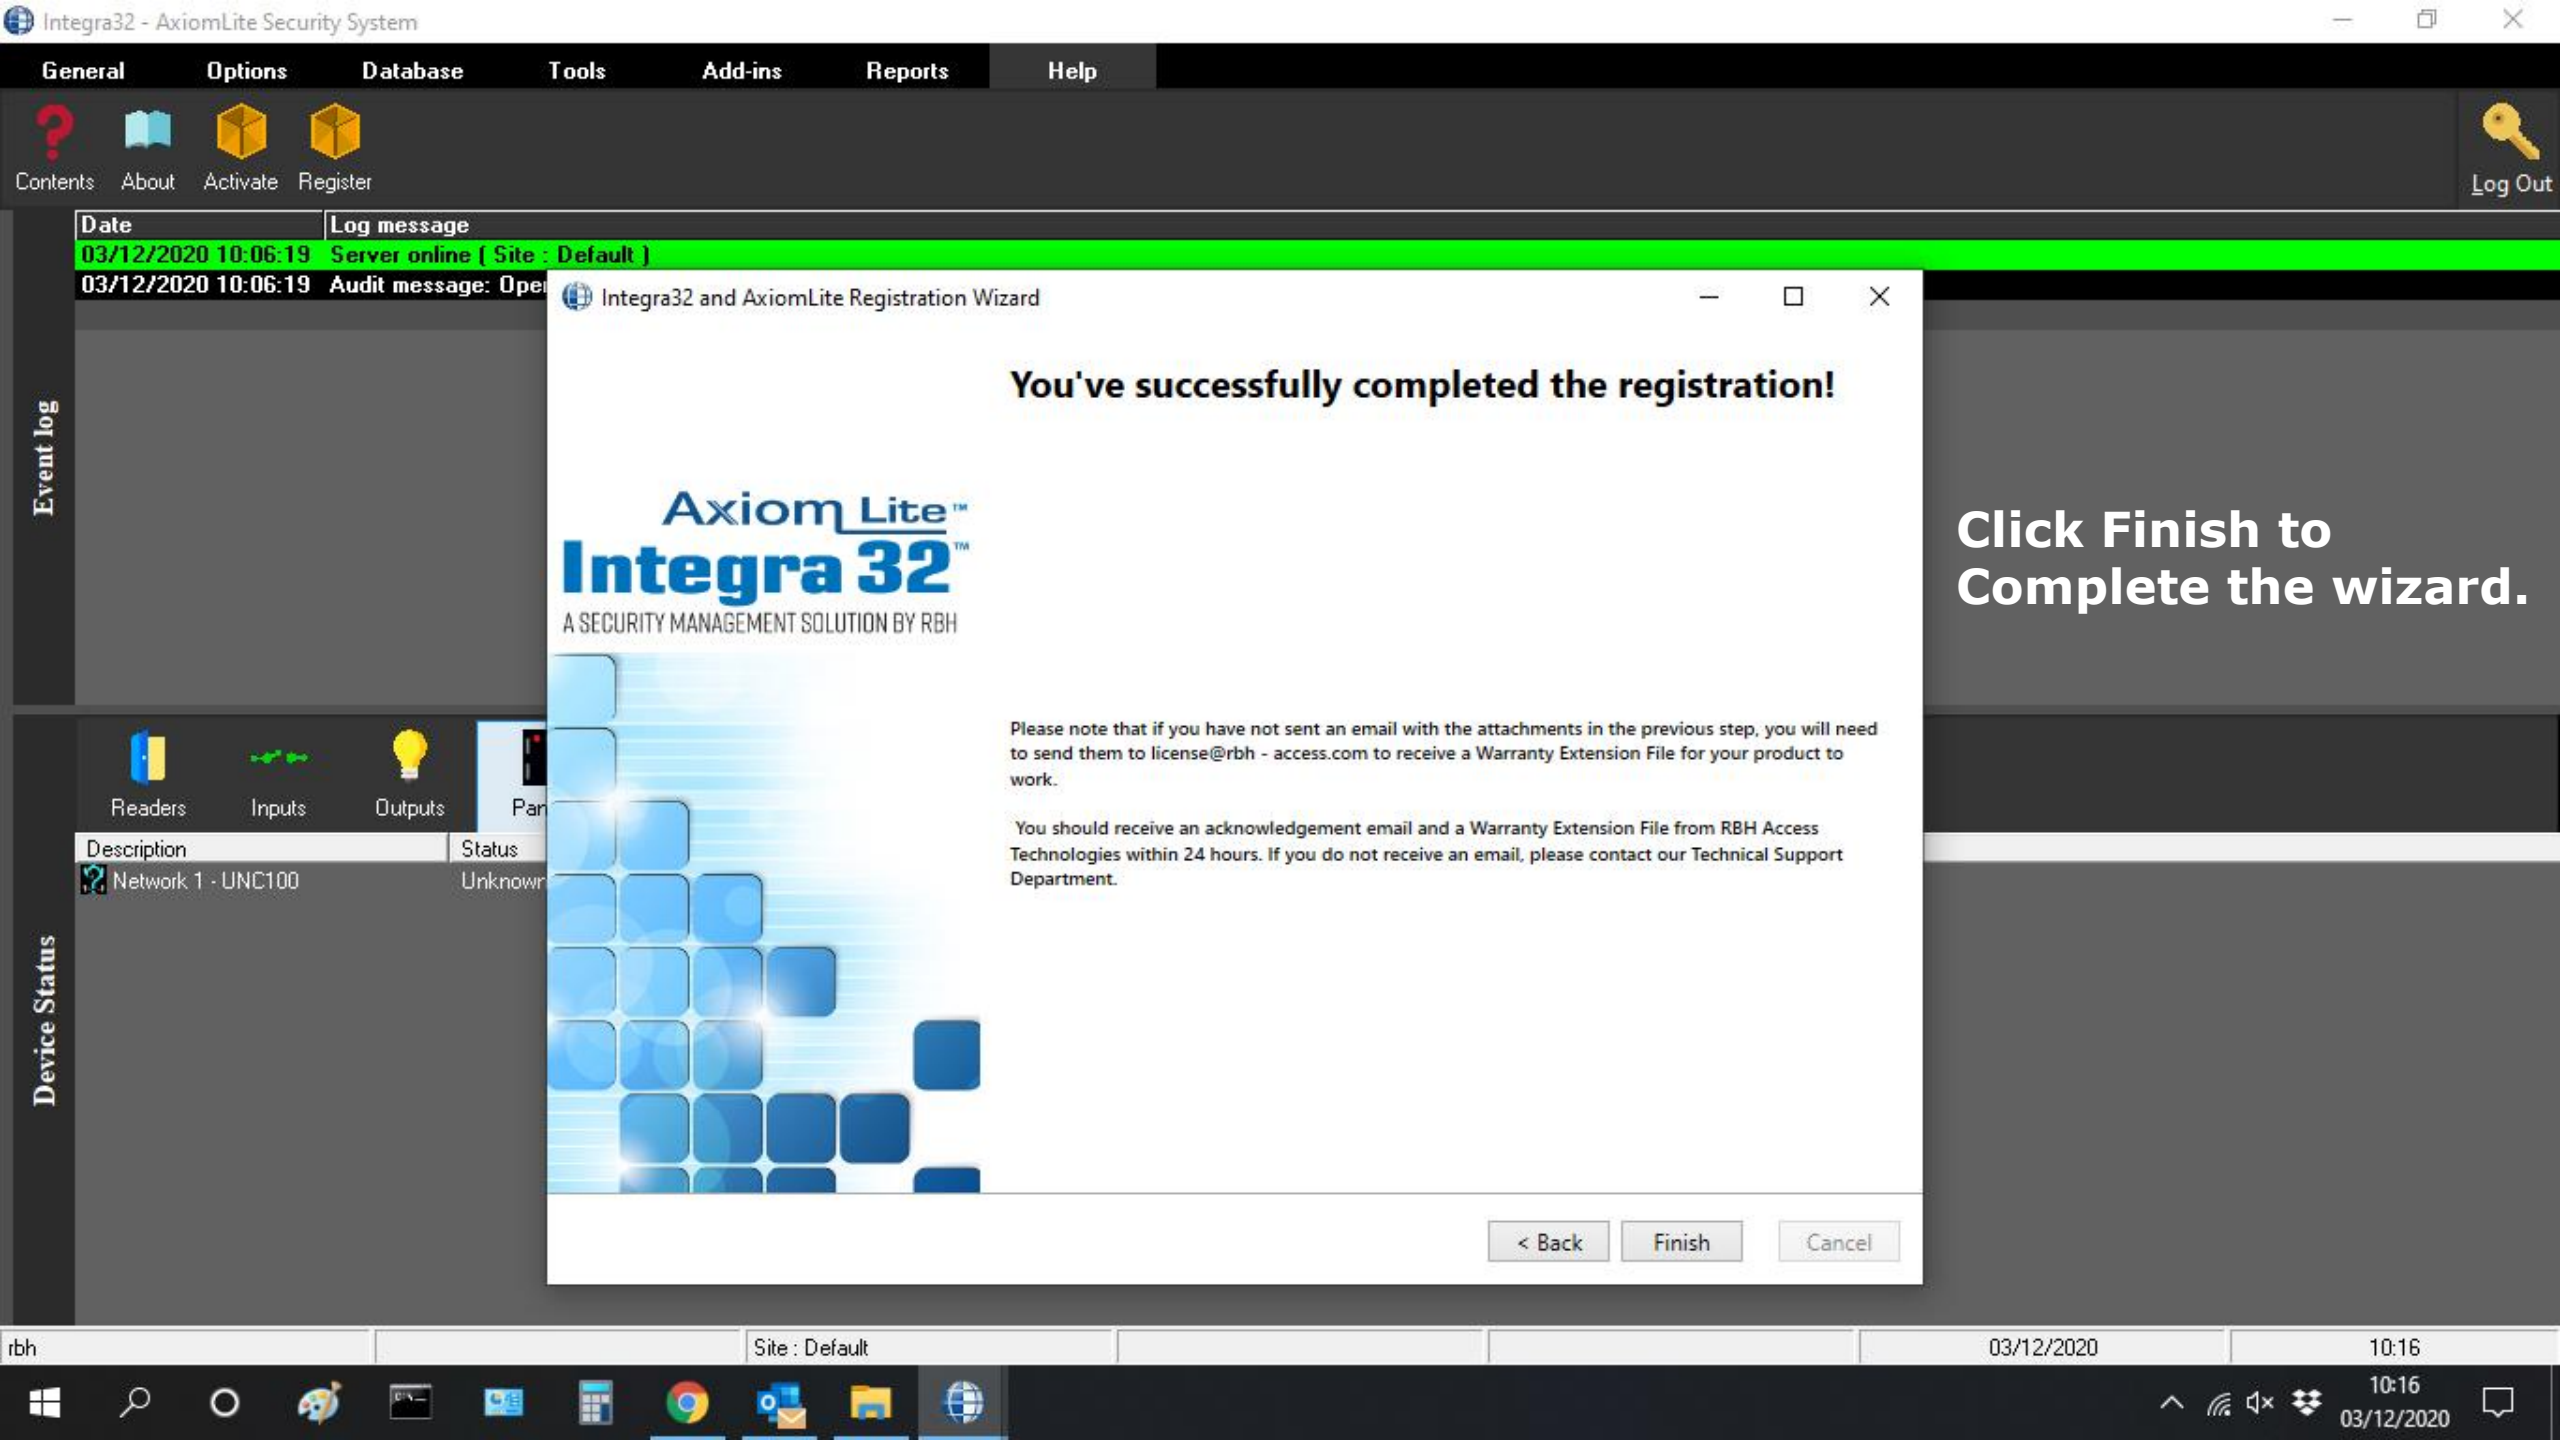 Integra32 - AxiomLite Security System
General Options Database Tools Add-ins Reports Help
Contents About Activate Register
Log Out
Date Log message
03/12/2020 10:06:19 Server online ( Site : Default )
03/12/2020 10:06:19 Audit message: Oper
Integra32 and AxiomLite Registration Wizard
You've successfully completed the registration!
Event log
Axiom Lite™
Integra 32™
A SECURITY MANAGEMENT SOLUTION BY RBH
Click Finish to
Complete the wizard.
Please note that if you have not sent an email with the attachments in the previous step, you will need
to send them to license@rbh - access.com to receive a Warranty Extension File for your product to
work.
You should receive an acknowledgement email and a Warranty Extension File from RBH Access
Technologies within 24 hours. If you do not receive an email, please contact our Technical Support
Department.
Readers Inputs Outputs Pan
Description Status
Network 1 - UNC100 Unknown
Device Status
< Back Finish Cancel
rbh Site : Default 03/12/2020 10:16
10:16
03/12/2020